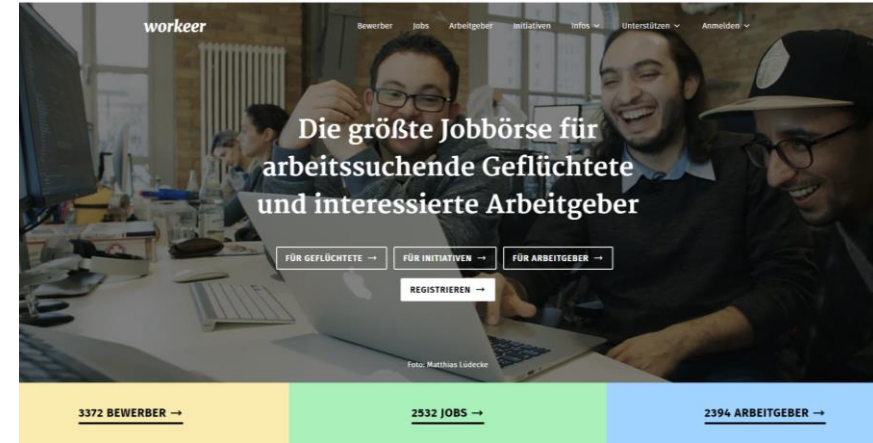 workeer
Bewerber Jobs Arbeitgeber Initiativen Infos Unterstützen Anmelden
Die größte Jobbörse für
arbeitssuchende Geflüchtete
und interessierte Arbeitgeber
FÜR GEFLÜCHTETE → FÜR INITIATIVEN → FÜR ARBEITGEBER →
REGISTRIEREN →
Foto: Matthias Lüdecke
3372 BEWERBER → 2532 JOBS → 2394 ARBEITGEBER →